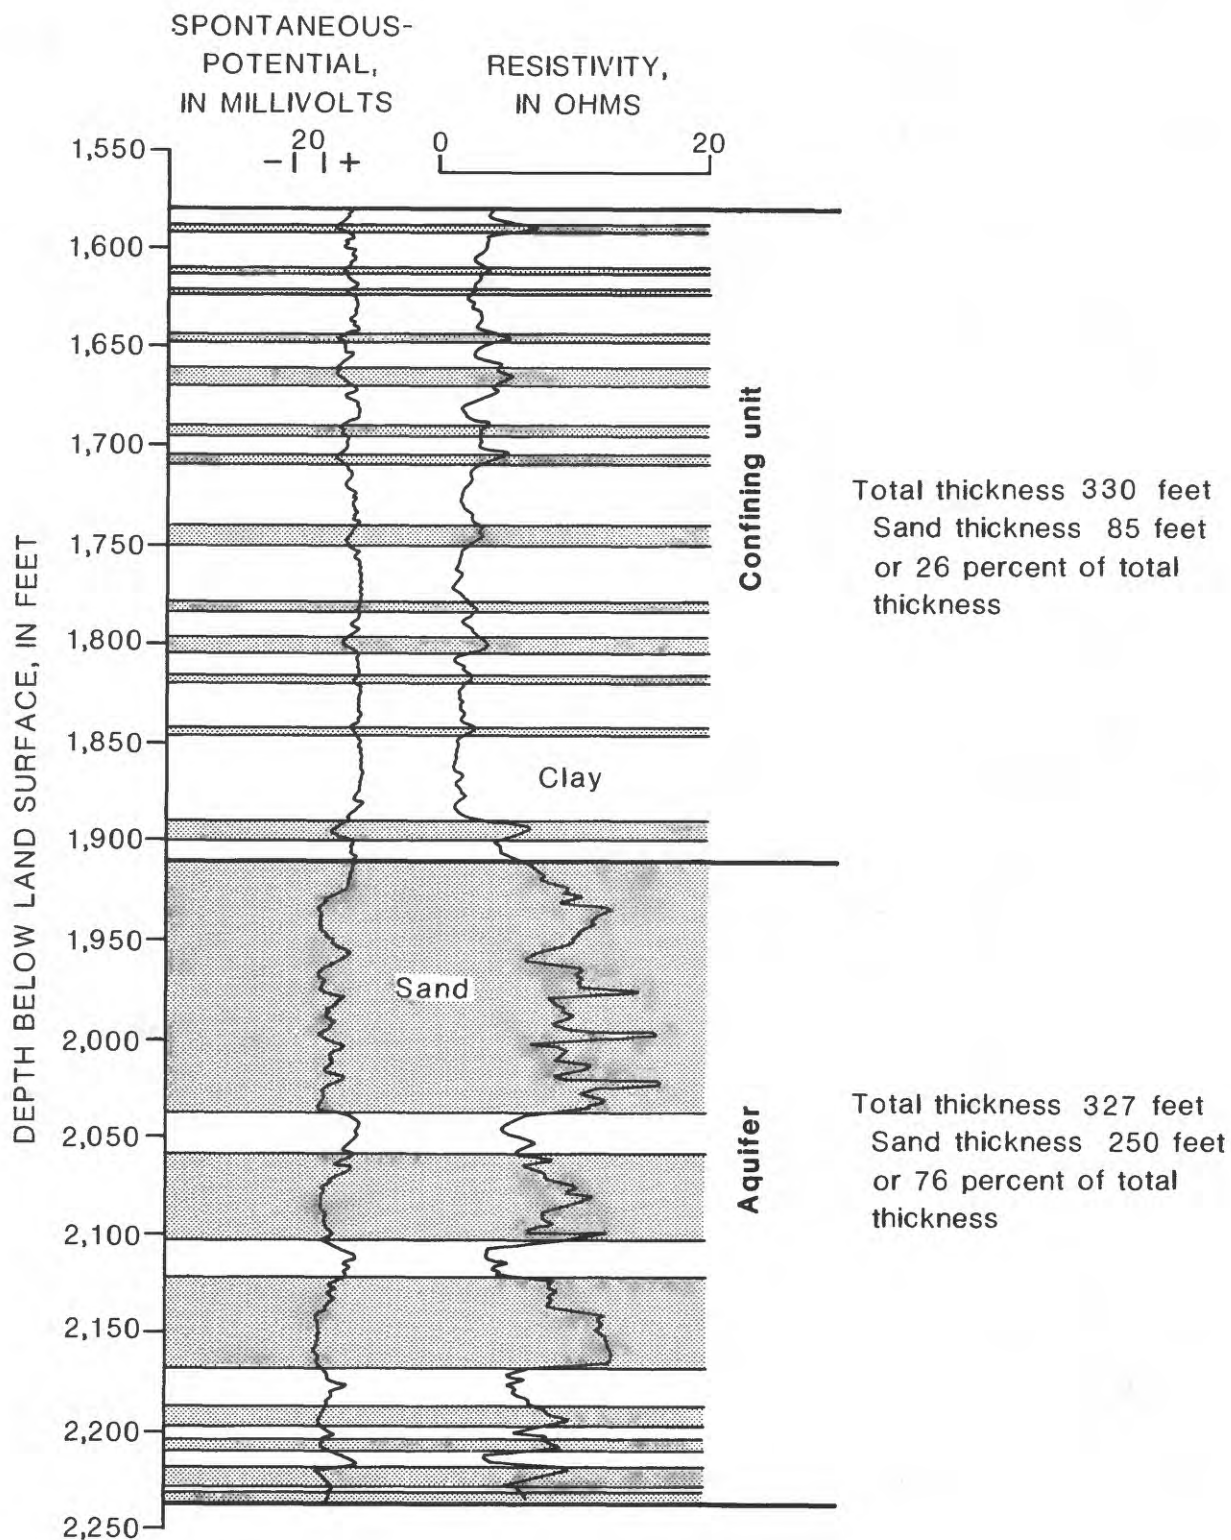 SPONTANEOUS-
POTENTIAL,
IN MILLIVOLTS
RESISTIVITY,
IN OHMS
20
− +
0 20
1,550
1,600
1,650
1,700
1,750
1,800
1,850
1,900
1,950
2,000
2,050
2,100
2,150
2,200
2,250
DEPTH BELOW LAND SURFACE, IN FEET
Clay
Sand
Confining unit
Total thickness 330 feet
Sand thickness 85 feet
or 26 percent of total
thickness
Aquifer
Total thickness 327 feet
Sand thickness 250 feet
or 76 percent of total
thickness